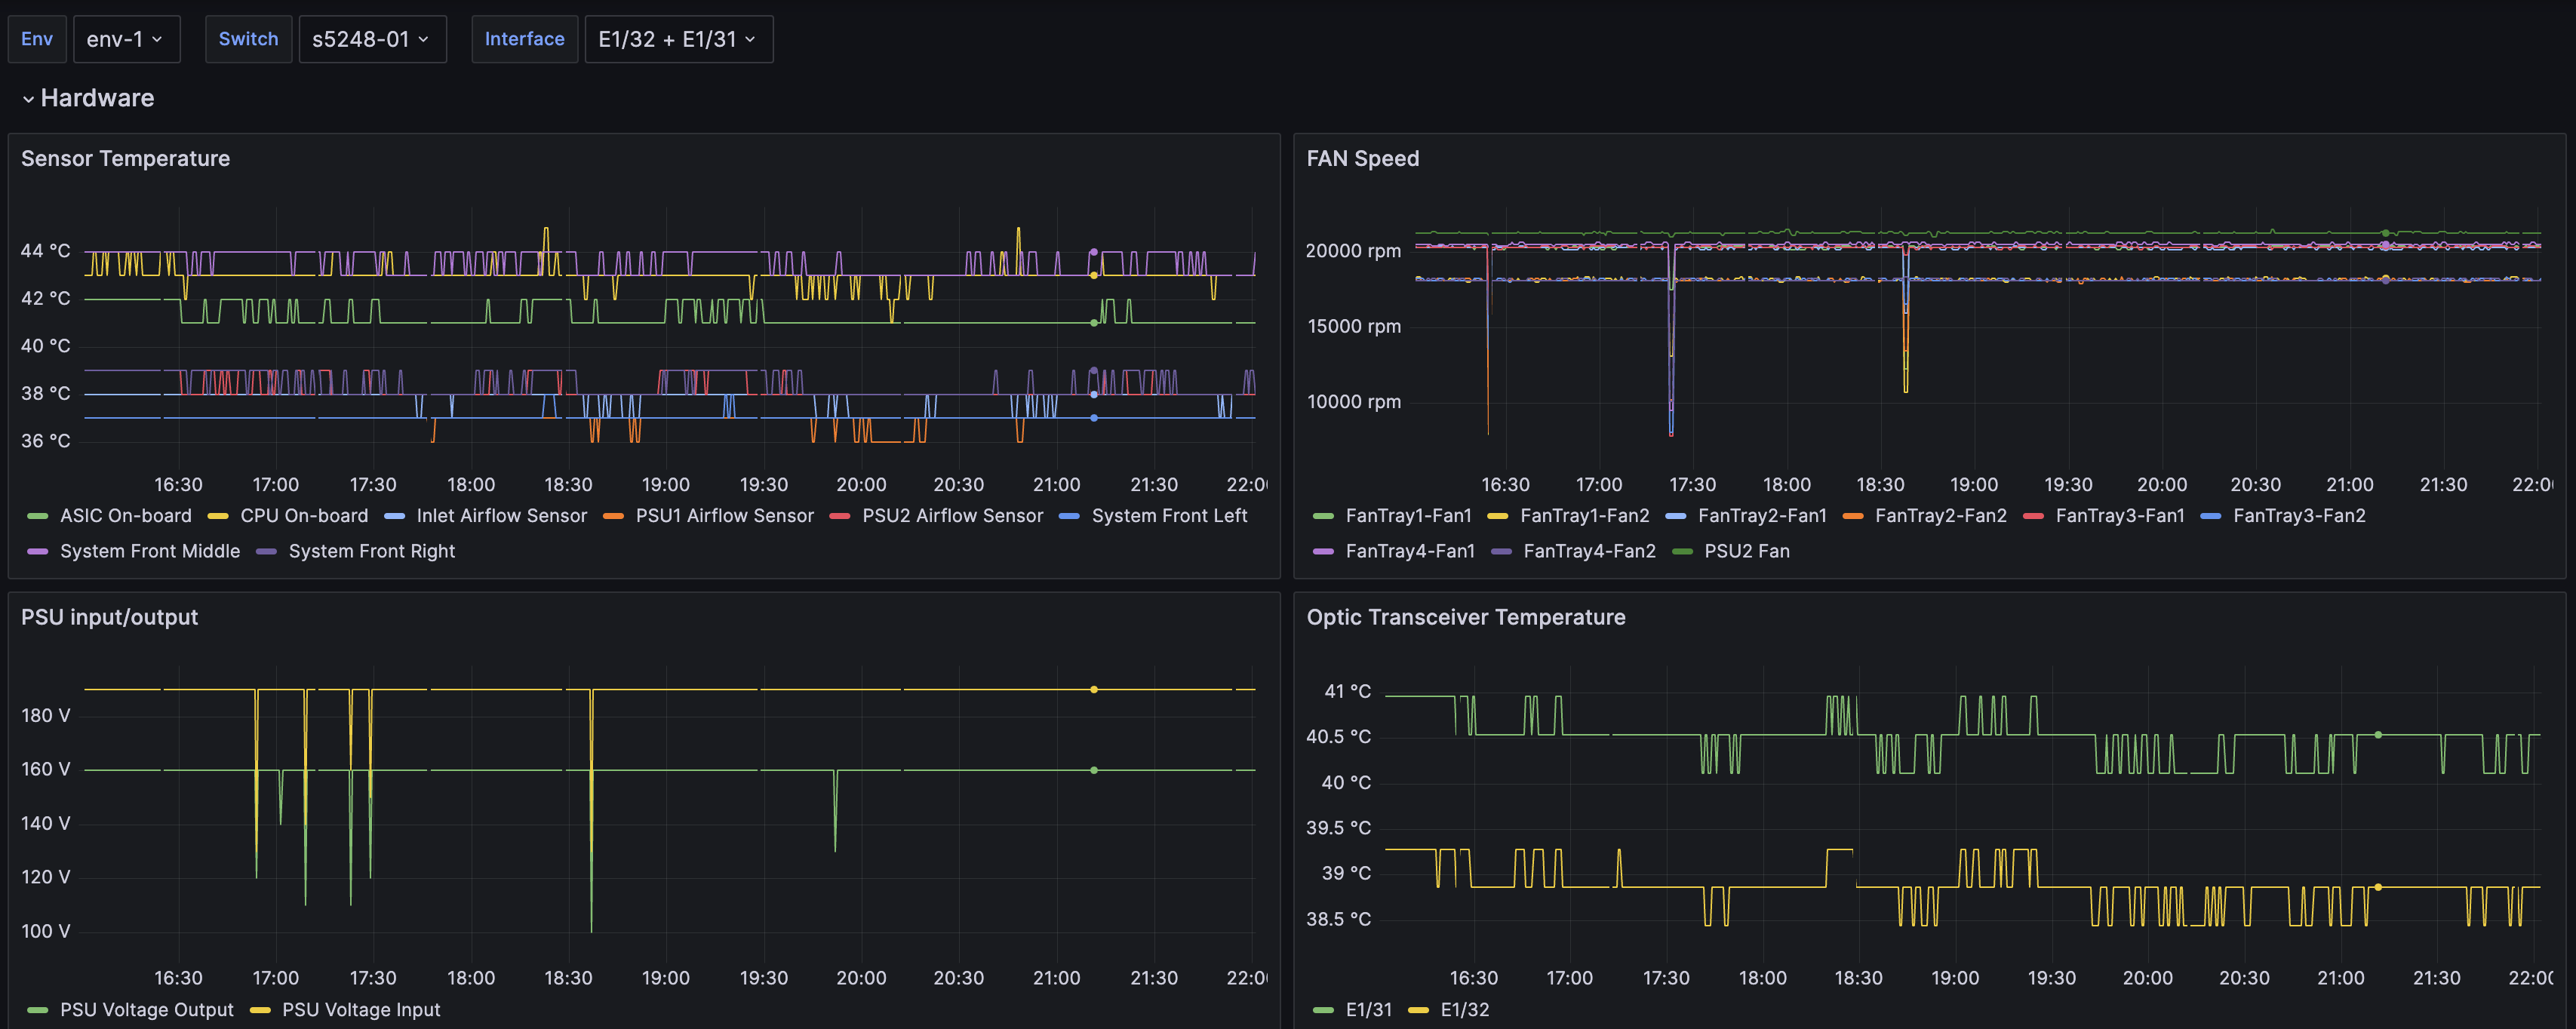 Env env-1 Switch s5248-01 Interface E1/32 + E1/31
Hardware
Sensor Temperature
44 °C
42 °C
40 °C
38 °C
36 °C
16:30 17:00 17:30 18:00 18:30 19:00 19:30 20:00 20:30 21:00 21:30 22:00
ASIC On-board CPU On-board Inlet Airflow Sensor PSU1 Airflow Sensor PSU2 Airflow Sensor System Front Left
System Front Middle System Front Right
FAN Speed
20000 rpm
15000 rpm
10000 rpm
16:30 17:00 17:30 18:00 18:30 19:00 19:30 20:00 20:30 21:00 21:30 22:00
FanTray1-Fan1 FanTray1-Fan2 FanTray2-Fan1 FanTray2-Fan2 FanTray3-Fan1 FanTray3-Fan2
FanTray4-Fan1 FanTray4-Fan2 PSU2 Fan
PSU input/output
180 V
160 V
140 V
120 V
100 V
16:30 17:00 17:30 18:00 18:30 19:00 19:30 20:00 20:30 21:00 21:30 22:00
PSU Voltage Output PSU Voltage Input
Optic Transceiver Temperature
41 °C
40.5 °C
40 °C
39.5 °C
39 °C
38.5 °C
16:30 17:00 17:30 18:00 18:30 19:00 19:30 20:00 20:30 21:00 21:30 22:00
E1/31 E1/32